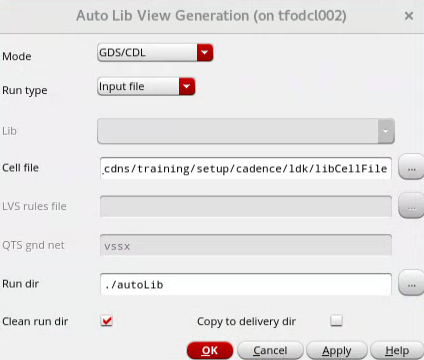 Auto Lib View Generation (on tfodcl002)
Mode GDS/CDL
Run type Input file
Lib
Cell file cdns/training/setup/cadence/ldk/libCellFile ...
LVS rules file ...
QTS gnd net vssx
Run dir ./autoLib ...
Clean run dir Copy to delivery dir
OK Cancel Apply Help